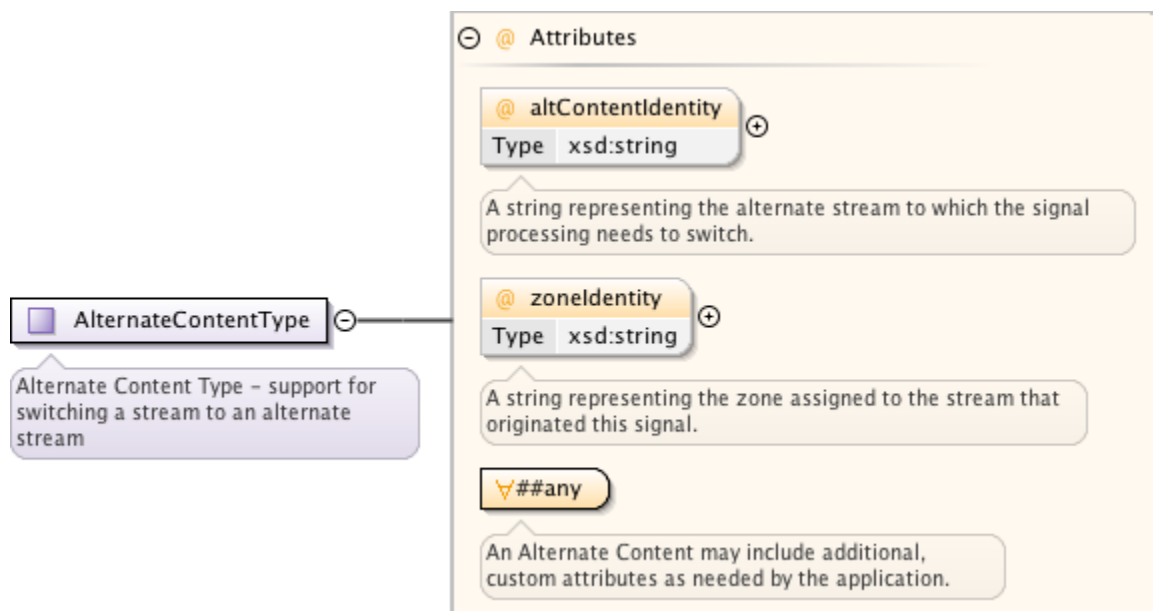 @ Attributes
@ altContentIdentity
Type xsd:string
A string representing the alternate stream to which the signal
processing needs to switch.
@ zoneIdentity
Type xsd:string
A string representing the zone assigned to the stream that
originated this signal.
AlternateContentType
Alternate Content Type – support for
switching a stream to an alternate
stream
∀##any
An Alternate Content may include additional,
custom attributes as needed by the application.